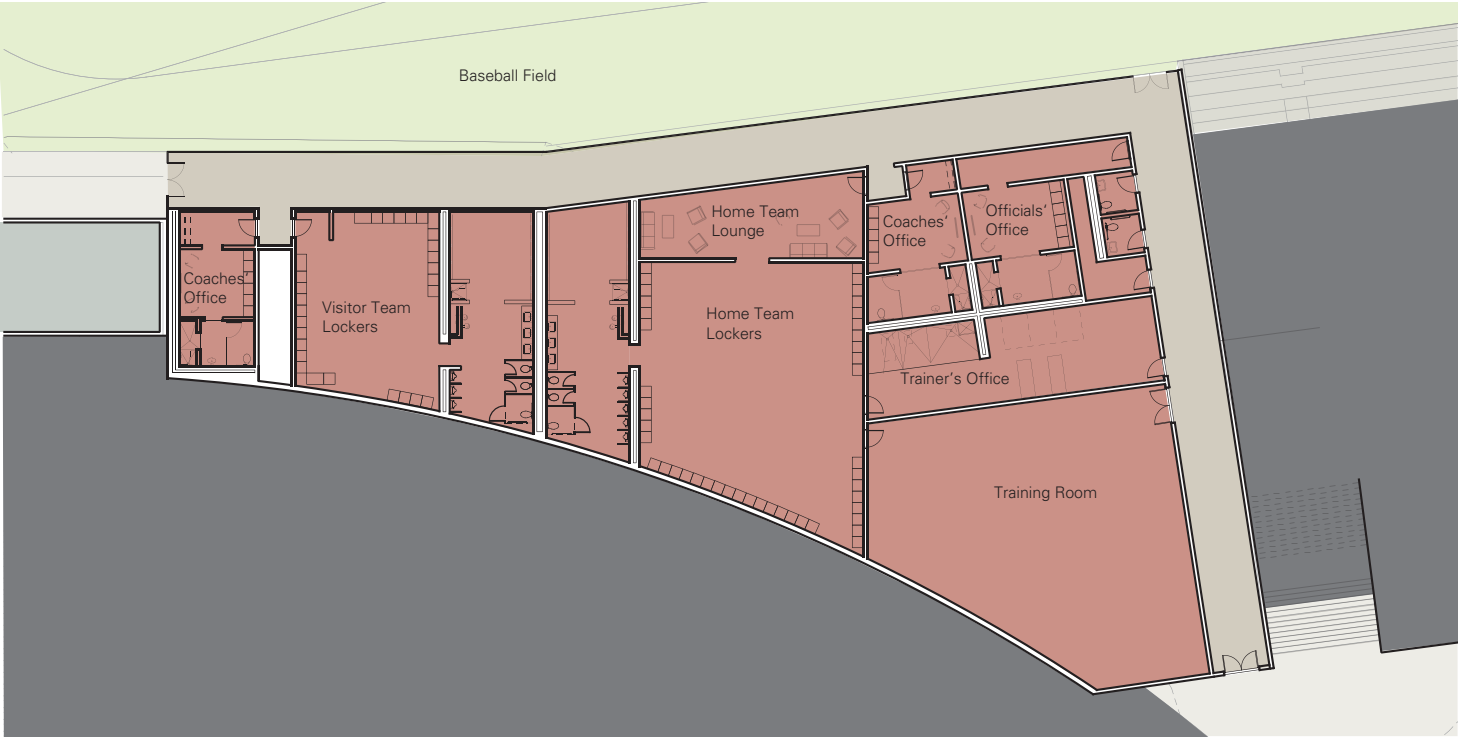 Baseball Field
Home Team
Lounge
Coaches'
Office
Officials'
Office
Coaches'
Office
Visitor Team
Lockers
Home Team
Lockers
Trainer's Office
Training Room